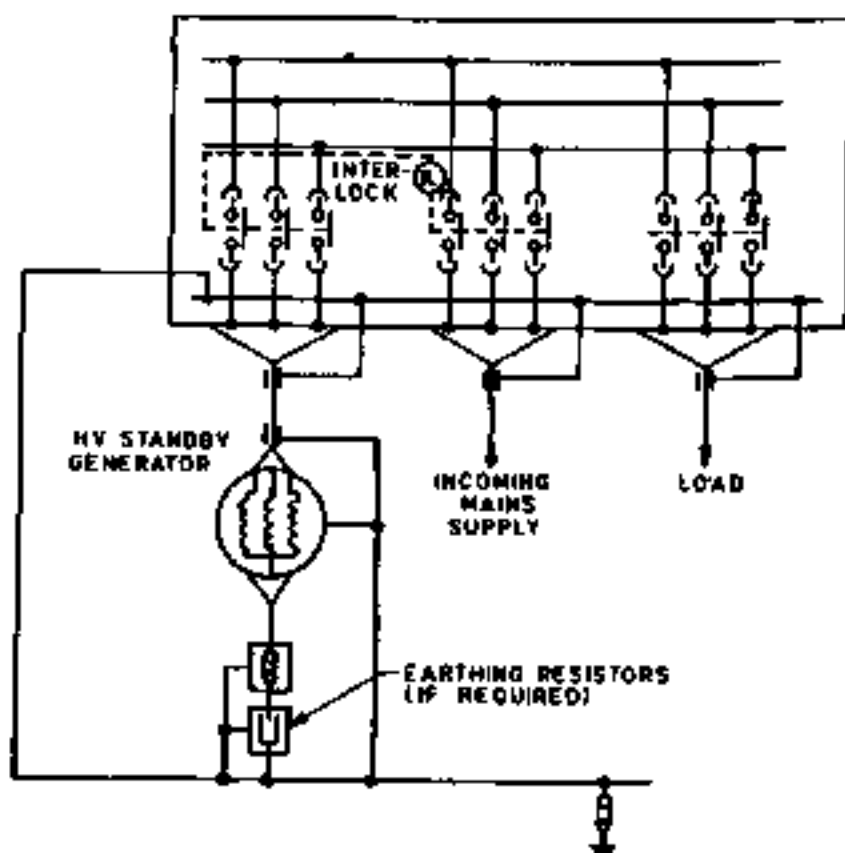 INTER-
LOCK
HV STANDBY
GENERATOR
INCOMING
MAINS
SUPPLY
LOAD
EARTHING RESISTORS
(IF REQUIRED)